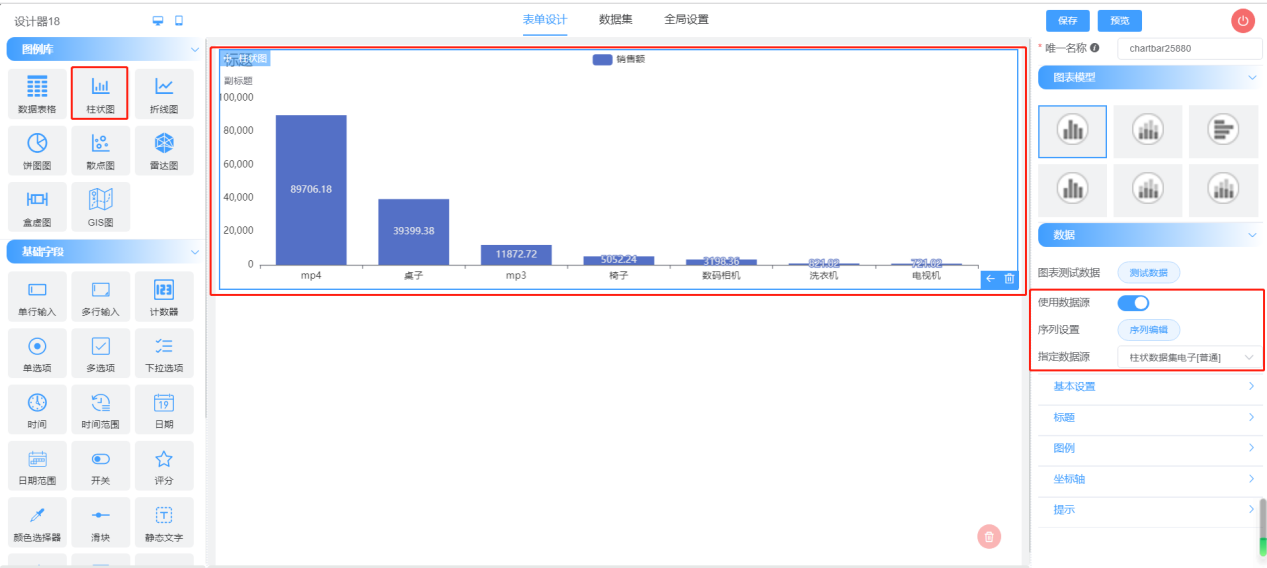 设计器18
表单设计 数据集 全局设置
保存 预览
图例库
数据表格 柱状图 折线图
饼图图 散点图 雷达图
盒虑图 GIS图
基础字段
单行输入 多行输入 计数器
单选项 多选项 下拉选项
时间 时间范围 日期
日期范围 开关 评分
颜色选择器 滑块 静态文字
标题
柱状图
销售额
副标题
100,000
80,000
60,000
40,000
20,000
0
89706.18
39399.38
11872.72
5052.24
3198.36
821.02
721.02
mp4 桌子 mp3 椅子 数码相机 洗衣机 电视机
* 唯一名称 chartbar25880
图表模型
数据
图表测试数据 测试数据
使用数据源
序列设置 序列编辑
指定数据源 柱状数据集电子[普通]
基本设置
标题
图例
坐标轴
提示